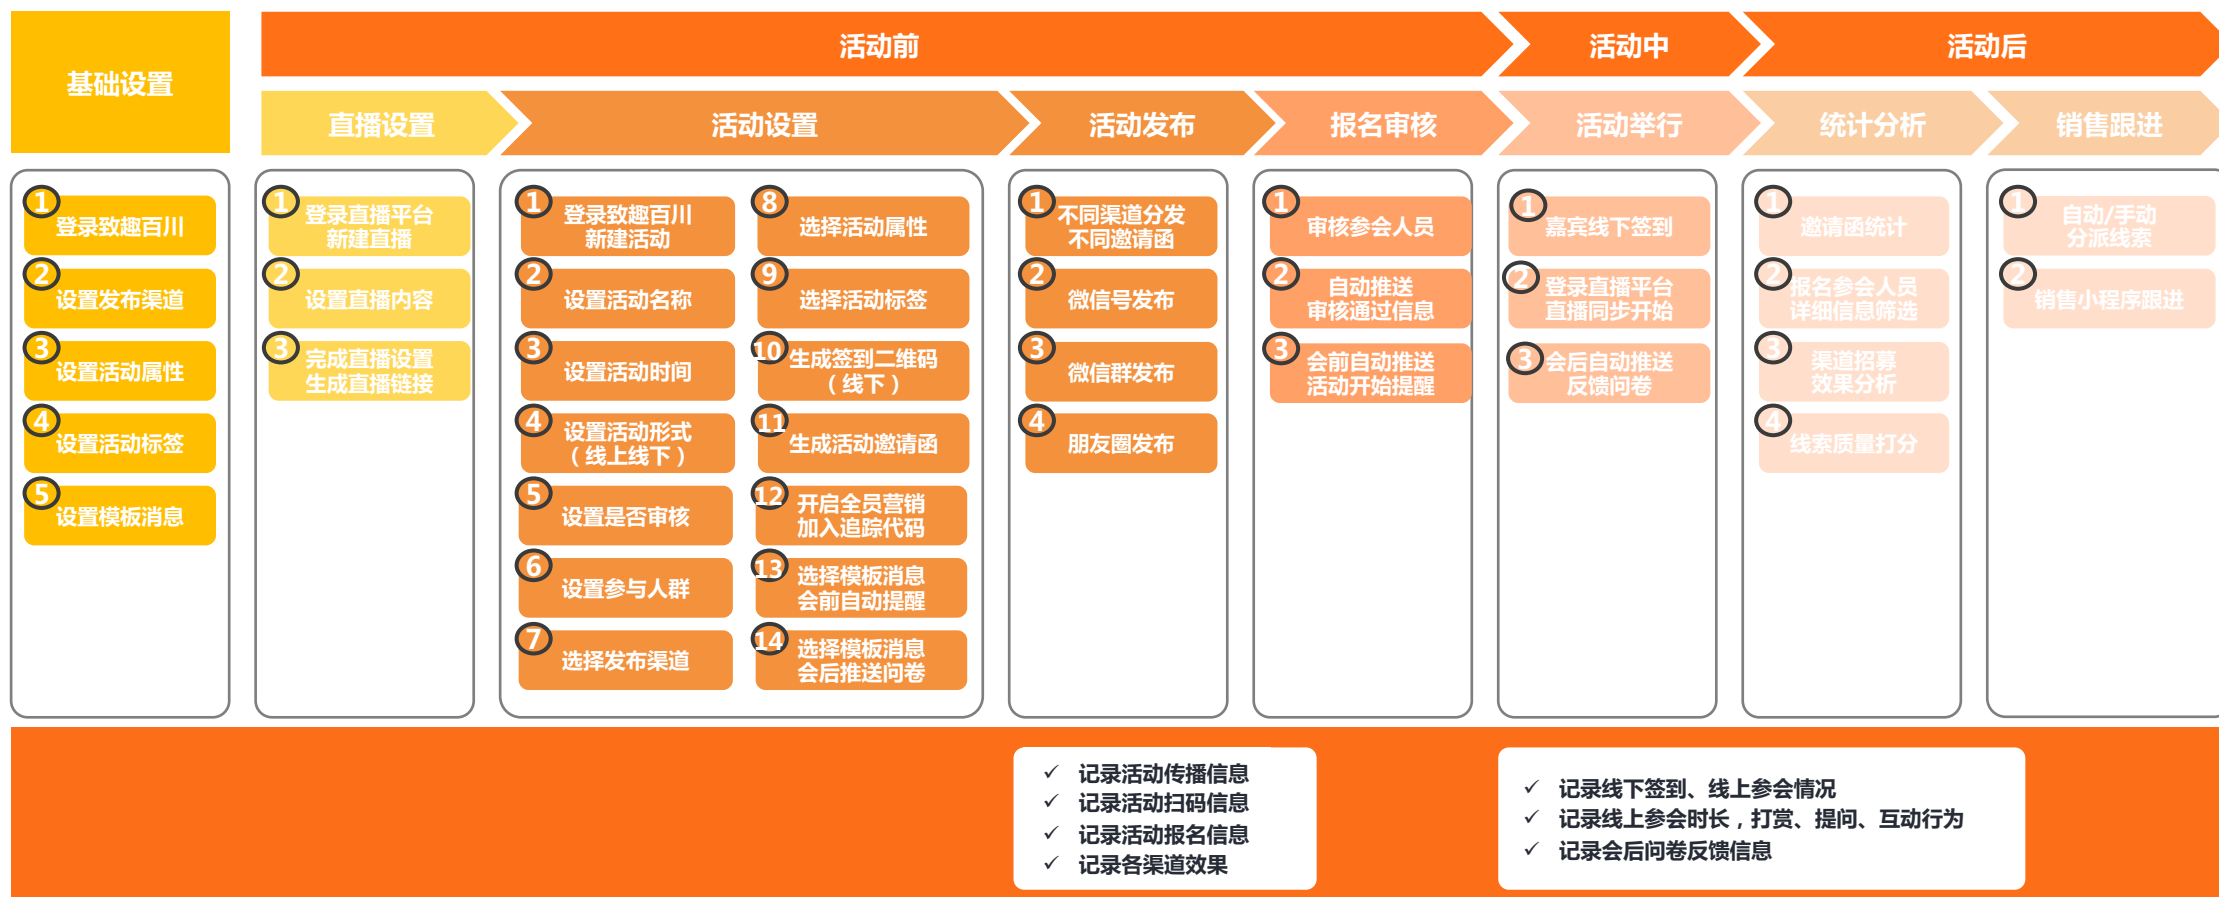 基础设置
活动前
活动中
活动后
直播设置
活动设置
活动发布
报名审核
活动举行
统计分析
销售跟进
1
登录致趣百川
2
设置发布渠道
3
设置活动属性
4
设置活动标签
5
设置模板消息
1
登录直播平台
新建直播
2
设置直播内容
3
完成直播设置
生成直播链接
1
登录致趣百川
新建活动
2
设置活动名称
3
设置活动时间
4
设置活动形式
（线上线下）
5
设置是否审核
6
设置参与人群
7
选择发布渠道
8
选择活动属性
9
选择活动标签
10
生成签到二维码
（线下）
11
生成活动邀请函
12
开启全员营销
加入追踪代码
13
选择模板消息
会前自动提醒
14
选择模板消息
会后推送问卷
1
不同渠道分发
不同邀请函
2
微信号发布
3
微信群发布
4
朋友圈发布
1
审核参会人员
2
自动推送
审核通过信息
3
会前自动推送
活动开始提醒
1
嘉宾线下签到
2
登录直播平台
直播同步开始
3
会后自动推送
反馈问卷
1
邀请函统计
2
报名参会人员
详细信息筛选
3
渠道招募
效果分析
4
线索质量打分
1
自动/手动
分派线索
2
销售小程序跟进
✓ 记录活动传播信息
✓ 记录活动扫码信息
✓ 记录活动报名信息
✓ 记录各渠道效果
✓ 记录线下签到、线上参会情况
✓ 记录线上参会时长，打赏、提问、互动行为
✓ 记录会后问卷反馈信息